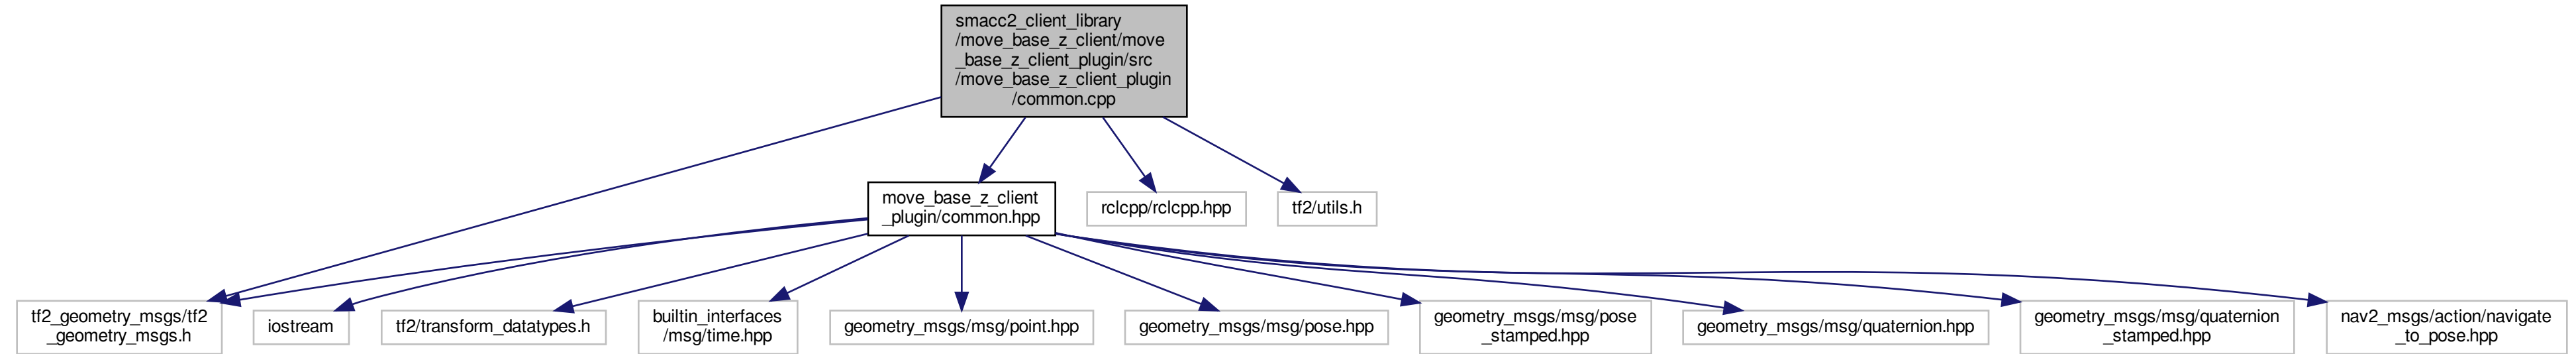 smacc2_client_library
/move_base_z_client/move
_base_z_client_plugin/src
/move_base_z_client_plugin
/common.cpp
move_base_z_client
_plugin/common.hpp
rclcpp/rclcpp.hpp
tf2/utils.h
tf2_geometry_msgs/tf2
_geometry_msgs.h
iostream
tf2/transform_datatypes.h
builtin_interfaces
/msg/time.hpp
geometry_msgs/msg/point.hpp
geometry_msgs/msg/pose.hpp
geometry_msgs/msg/pose
_stamped.hpp
geometry_msgs/msg/quaternion.hpp
geometry_msgs/msg/quaternion
_stamped.hpp
nav2_msgs/action/navigate
_to_pose.hpp